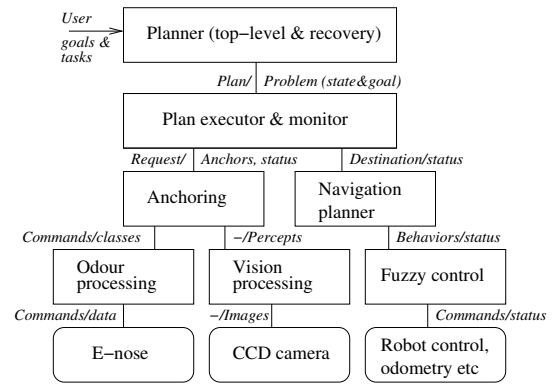 User
goals &
tasks
Planner (top−level & recovery)
Plan/ Problem (state&goal)
Plan executor & monitor
Request/ Anchors, status Destination/status
Anchoring
Navigation
planner
Commands/classes −/Percepts Behaviors/status
Odour
processing
Vision
processing
Fuzzy control
Commands/data −/Images Commands/status
E−nose
CCD camera
Robot control,
odometry etc